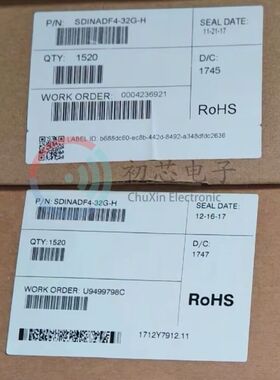 P/N: SDINADF4-32G-H
SEAL DATE:
11-21-17
QTY: 1520
D/C:
1745
WORK ORDER: 0004236921
RoHS
LABEL ID: b688dc60-ec8b-442d-8492-a348dfdc2636
初芯电子
ChuXin Electronic
P/N: SDINADF4-32G-H
SEAL DATE:
12-16-17
QTY:1520
D/C:
1747
WORK ORDER: U9499798C
RoHS
1712Y7912.11